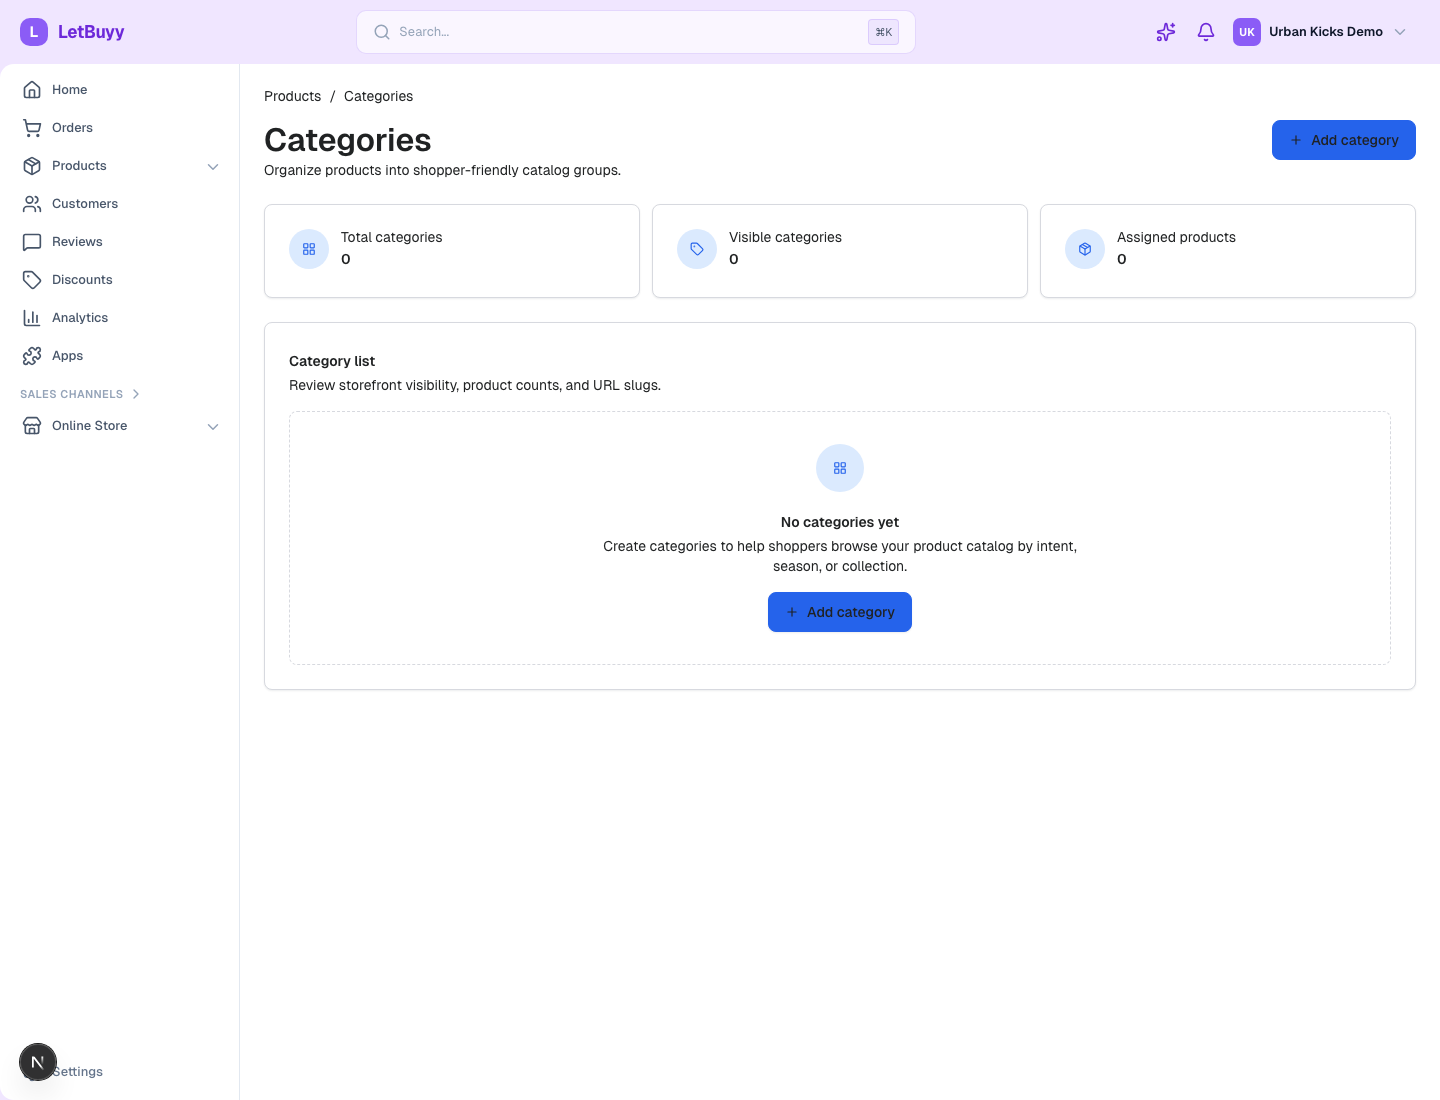 L LetBuyy
Search...
⌘K
UK Urban Kicks Demo
Home
Orders
Products
Customers
Reviews
Discounts
Analytics
Apps
SALES CHANNELS
Online Store
N
Settings
Products / Categories
Categories
Organize products into shopper-friendly catalog groups.
Add category
Total categories
0
Visible categories
0
Assigned products
0
Category list
Review storefront visibility, product counts, and URL slugs.
No categories yet
Create categories to help shoppers browse your product catalog by intent,
season, or collection.
Add category